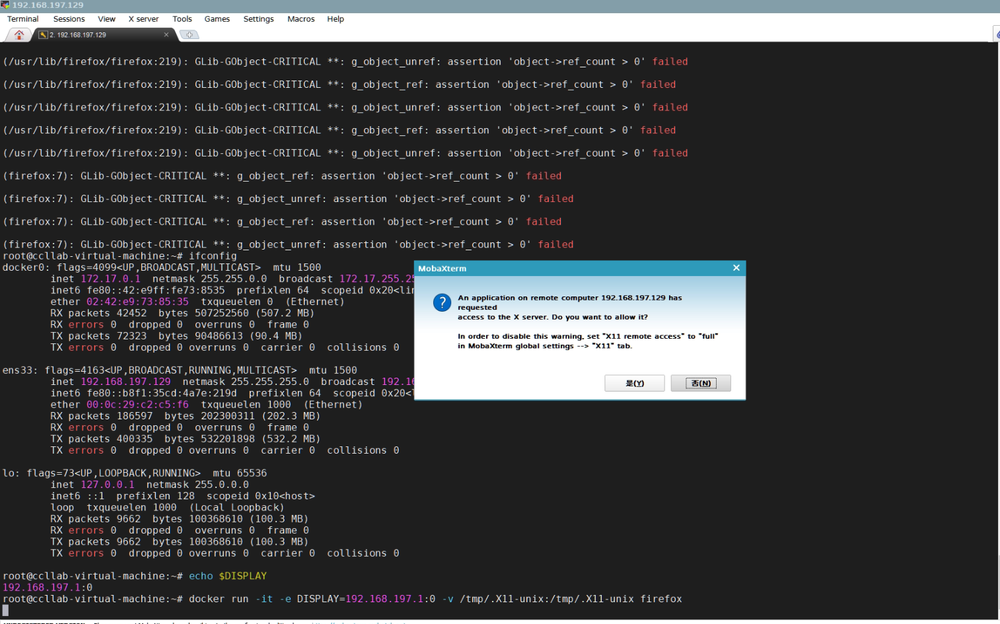 192.168.197.129
Terminal Sessions View X server Tools Games Settings Macros Help
2. 192.168.197.129
(/usr/lib/firefox/firefox:219): GLib-GObject-CRITICAL **: g_object_unref: assertion 'object->ref_count > 0' failed
(/usr/lib/firefox/firefox:219): GLib-GObject-CRITICAL **: g_object_ref: assertion 'object->ref_count > 0' failed
(/usr/lib/firefox/firefox:219): GLib-GObject-CRITICAL **: g_object_unref: assertion 'object->ref_count > 0' failed
(/usr/lib/firefox/firefox:219): GLib-GObject-CRITICAL **: g_object_ref: assertion 'object->ref_count > 0' failed
(/usr/lib/firefox/firefox:219): GLib-GObject-CRITICAL **: g_object_unref: assertion 'object->ref_count > 0' failed
(firefox:7): GLib-GObject-CRITICAL **: g_object_ref: assertion 'object->ref_count > 0' failed
(firefox:7): GLib-GObject-CRITICAL **: g_object_unref: assertion 'object->ref_count > 0' failed
(firefox:7): GLib-GObject-CRITICAL **: g_object_ref: assertion 'object->ref_count > 0' failed
(firefox:7): GLib-GObject-CRITICAL **: g_object_unref: assertion 'object->ref_count > 0' failed
root@ccllab-virtual-machine:~# ifconfig
docker0: flags=4099<UP,BROADCAST,MULTICAST> mtu 1500
inet 172.17.0.1 netmask 255.255.0.0 broadcast 172.17.255.25
inet6 fe80::42:e9ff:fe73:8535 prefixlen 64 scopeid 0x20<lin
ether 02:42:e9:73:85:35 txqueuelen 0 (Ethernet)
RX packets 42452 bytes 507252560 (507.2 MB)
RX errors 0 dropped 0 overruns 0 frame 0
TX packets 72323 bytes 90486613 (90.4 MB)
TX errors 0 dropped 0 overruns 0 carrier 0 collisions 0
ens33: flags=4163<UP,BROADCAST,RUNNING,MULTICAST> mtu 1500
inet 192.168.197.129 netmask 255.255.255.0 broadcast 192.16
inet6 fe80::b8f1:35cd:4a7e:219d prefixlen 64 scopeid 0x20<l
ether 00:0c:29:c2:c5:f6 txqueuelen 1000 (Ethernet)
RX packets 186597 bytes 202300311 (202.3 MB)
RX errors 0 dropped 0 overruns 0 frame 0
TX packets 400335 bytes 532201898 (532.2 MB)
TX errors 0 dropped 0 overruns 0 carrier 0 collisions 0
lo: flags=73<UP,LOOPBACK,RUNNING> mtu 65536
inet 127.0.0.1 netmask 255.0.0.0
inet6 ::1 prefixlen 128 scopeid 0x10<host>
loop txqueuelen 1000 (Local Loopback)
RX packets 9662 bytes 100368610 (100.3 MB)
RX errors 0 dropped 0 overruns 0 frame 0
TX packets 9662 bytes 100368610 (100.3 MB)
TX errors 0 dropped 0 overruns 0 carrier 0 collisions 0
root@ccllab-virtual-machine:~# echo $DISPLAY
192.168.197.1:0
root@ccllab-virtual-machine:~# docker run -it -e DISPLAY=192.168.197.1:0 -v /tmp/.X11-unix:/tmp/.X11-unix firefox
MobaXterm
An application on remote computer 192.168.197.129 has
requested
access to the X server. Do you want to allow it?
In order to disable this warning, set "X11 remote access" to "full"
in MobaXterm global settings --> "X11" tab.
是(Y) 否(N)